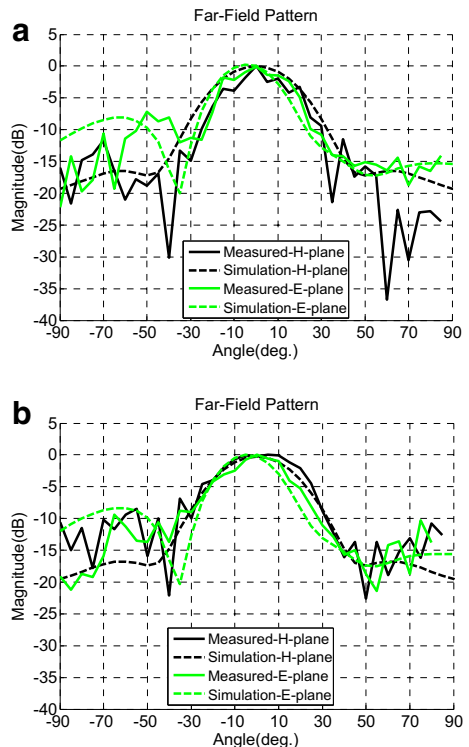 a
Far-Field Pattern
5
0
-5
-10
-15
-20
-25
-30
-35
-40
Magnitude(dB)
Measured-H-plane
Simulation-H-plane
Measured-E-plane
Simulation-E-plane
-90 -70 -50 -30 -10 10 30 50 70 90
Angle(deg.)
b
Far-Field Pattern
5
0
-5
-10
-15
-20
-25
-30
-35
-40
Magnitude(dB)
Measured-H-plane
Simulation-H-plane
Measured-E-plane
Simulation-E-plane
-90 -70 -50 -30 -10 10 30 50 70 90
Angle(deg.)